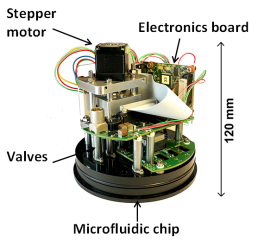 Stepper
motor
Electronics board
120 mm
Valves
Microfluidic chip